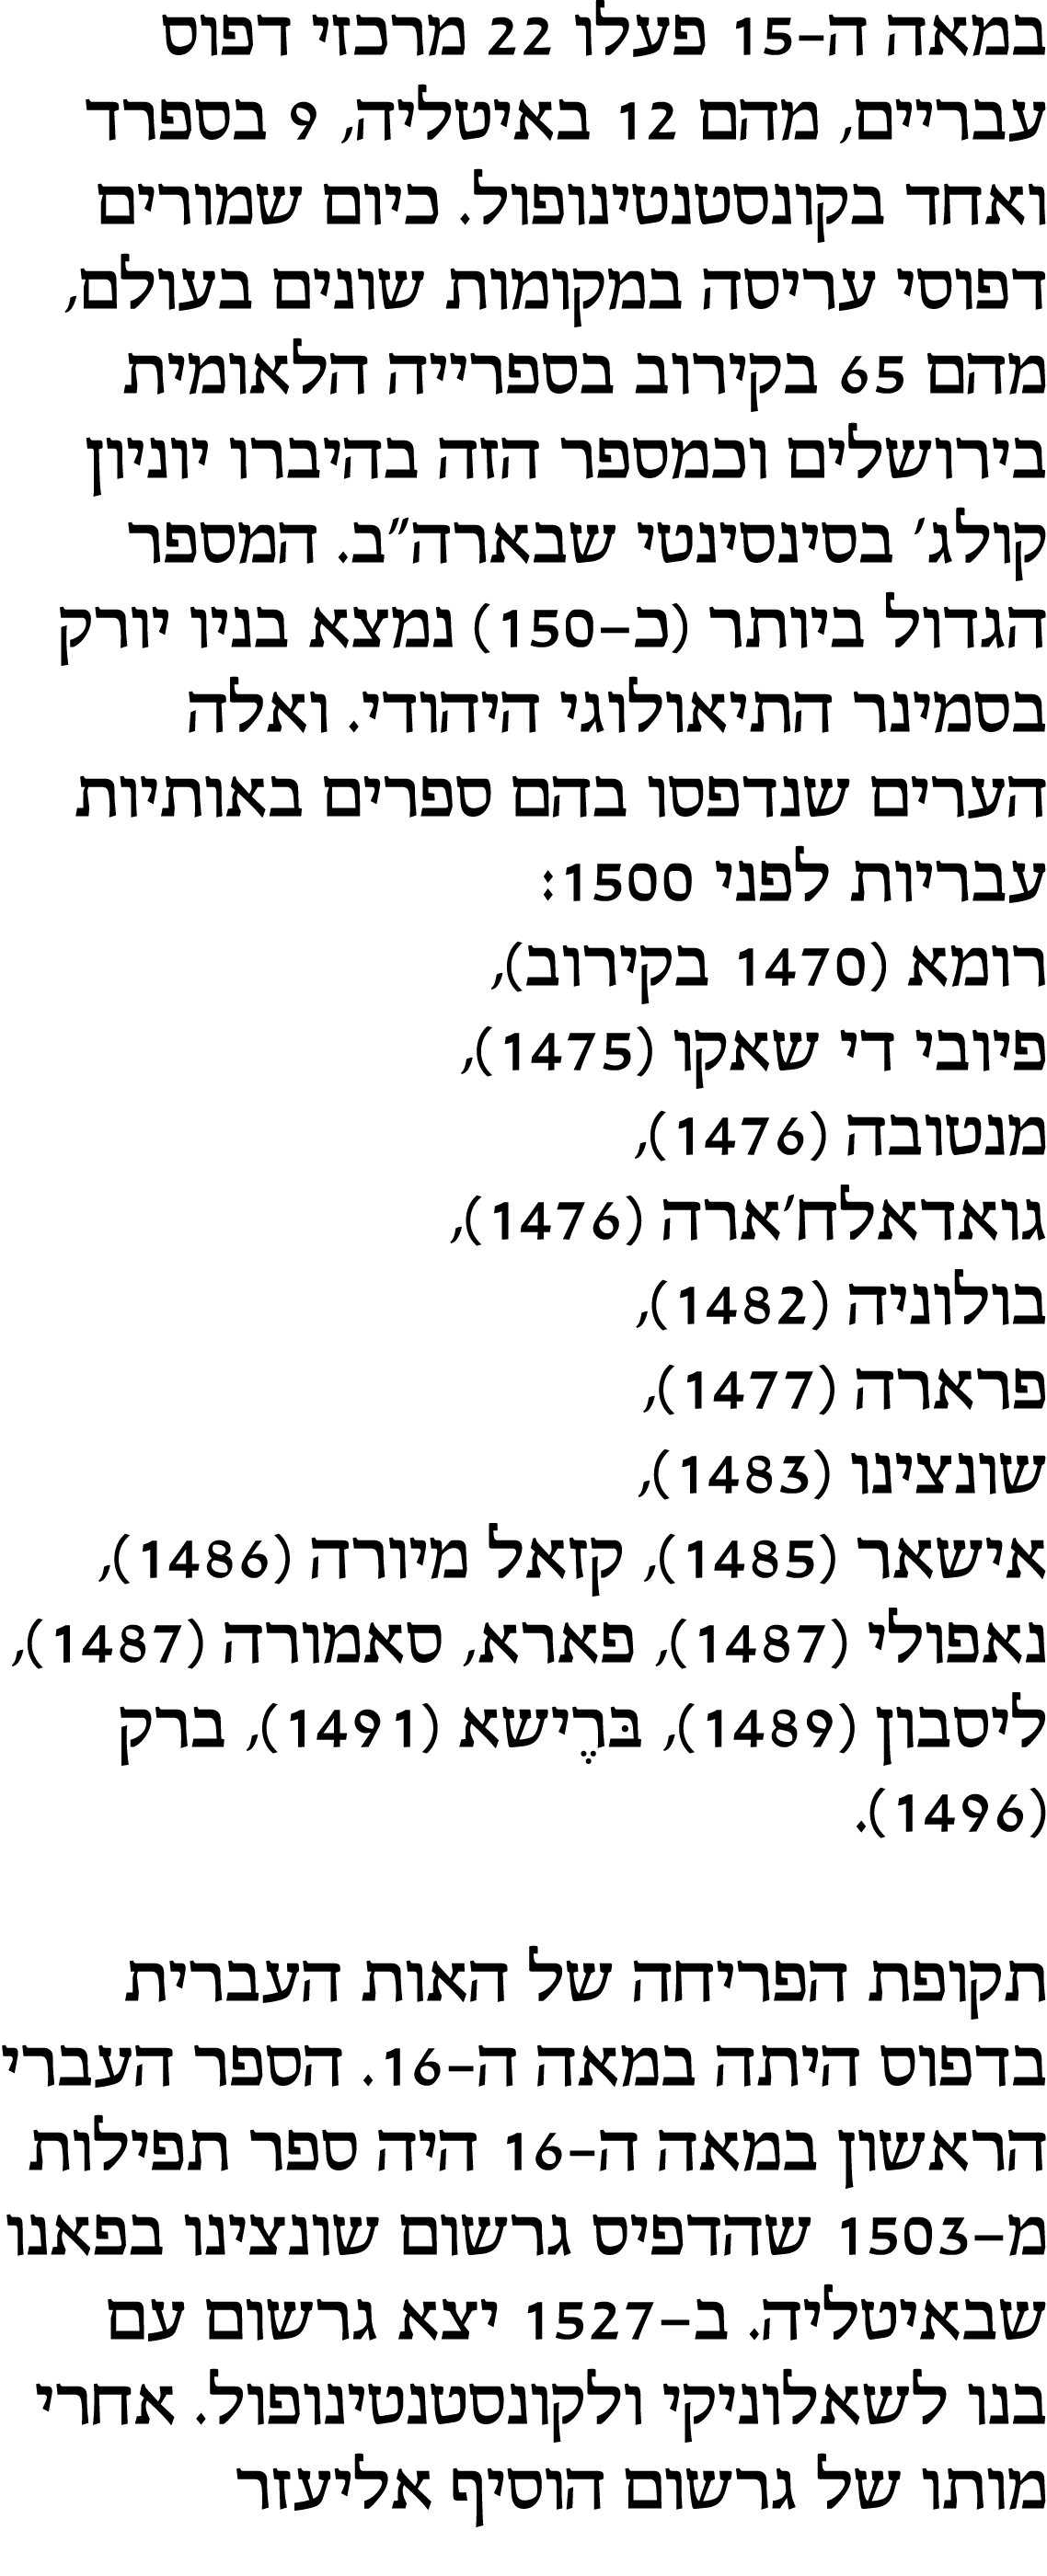 במאה ה-15 פעלו 22 מרכזי דפוס
עבריים, מהם 12 באיטליה, 9 בספרד
ואחד בקונסטנטינופול. כיום שמורים
דפוסי עריסה במקומות שונים בעולם,
מהם 65 בקירוב בספרייה הלאומית
בירושלים וכמספר הזה בהיברו יוניון
קולג' בסינסינטי שבארה"ב. המספר
הגדול ביותר (כ-150) נמצא בניו יורק
בסמינר התיאולוגי היהודי. ואלה
הערים שנדפסו בהם ספרים באותיות
עבריות לפני 1500:
רומא (1470 בקירוב),
פיובי די שאקו (1475),
מנטובה (1476),
גואדאלח'ארה (1476),
בולוניה (1482),
פרארה (1477),
שונצינו (1483),
אישאר (1485), קזאל מיורה (1486),
נאפולי (1487), פארא, סאמורה (1487),
ליסבון (1489), בּרֶישא (1491), ברק
(1496).
תקופת הפריחה של האות העברית
בדפוס היתה במאה ה-16. הספר העברי
הראשון במאה ה-16 היה ספר תפילות
מ-1503 שהדפיס גרשום שונצינו בפאנו
שבאיטליה. ב-1527 יצא גרשום עם
בנו לשאלוניקי ולקונסטנטינופול. אחרי
מותו של גרשום הוסיף אליעזר